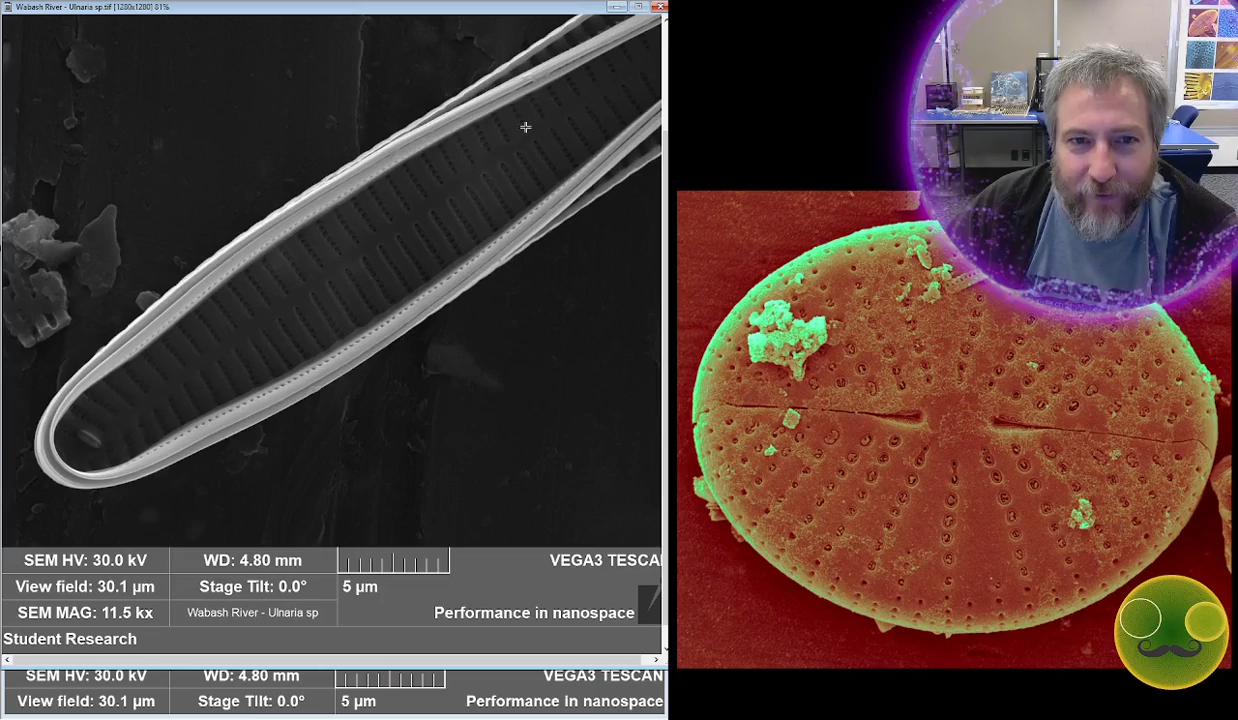 Wabash River - Ulnaria sp.tif [1280x1280] 81%
SEM HV: 30.0 kV
WD: 4.80 mm
VEGA3 TESCA
View field: 30.1 µm
Stage Tilt: 0.0°
5 µm
SEM MAG: 11.5 kx
Wabash River - Ulnaria sp
Performance in nanospace
Student Research
SEM HV: 30.0 kV
WD: 4.80 mm
VEGA3 TESCAN
View field: 30.1 µm
Stage Tilt: 0.0°
5 µm
Performance in nanospace